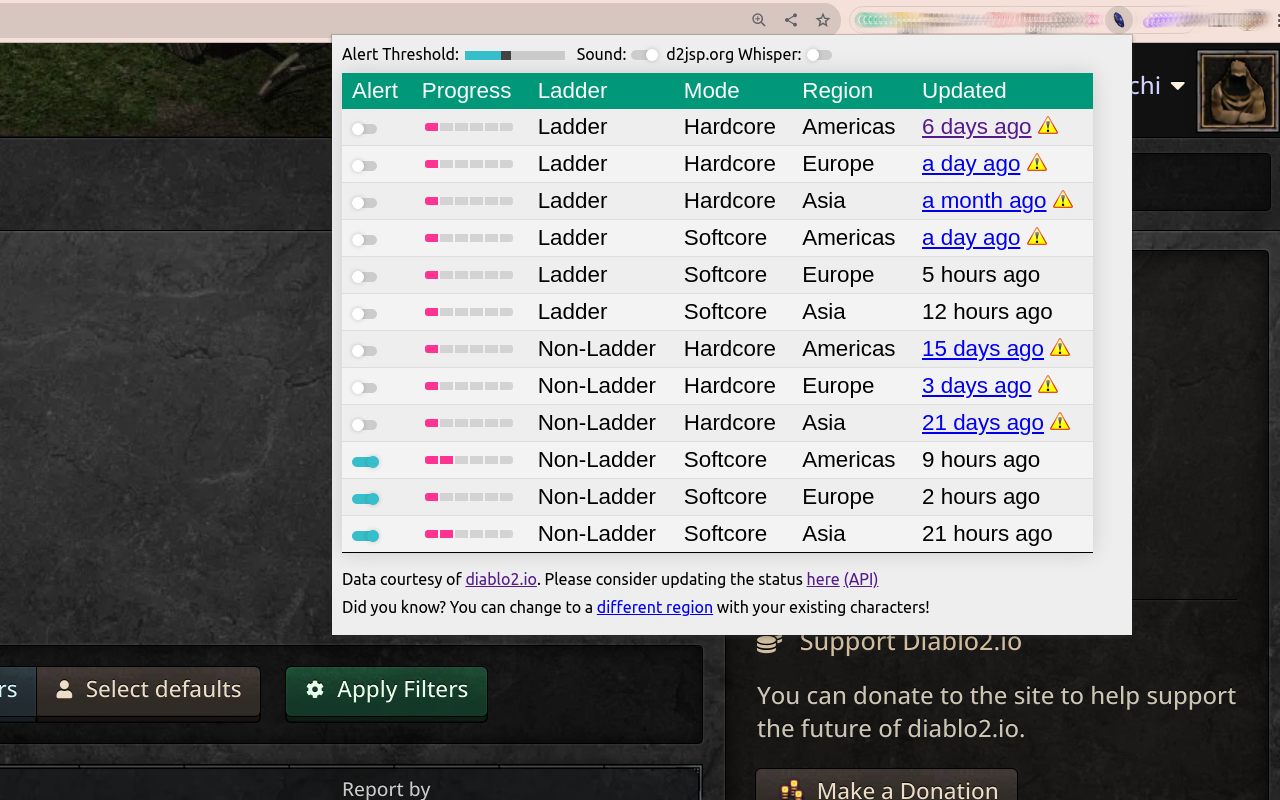 Alert Threshold: Sound: d2jsp.org Whisper:
chi
Alert Progress Ladder Mode Region Updated
Ladder Hardcore Americas 6 days ago
Ladder Hardcore Europe a day ago
Ladder Hardcore Asia a month ago
Ladder Softcore Americas a day ago
Ladder Softcore Europe 5 hours ago
Ladder Softcore Asia 12 hours ago
Non-Ladder Hardcore Americas 15 days ago
Non-Ladder Hardcore Europe 3 days ago
Non-Ladder Hardcore Asia 21 days ago
Non-Ladder Softcore Americas 9 hours ago
Non-Ladder Softcore Europe 2 hours ago
Non-Ladder Softcore Asia 21 hours ago
Data courtesy of diablo2.io. Please consider updating the status here (API)
Did you know? You can change to a different region with your existing characters!
Support Diablo2.io
rs Select defaults Apply Filters
You can donate to the site to help support
the future of diablo2.io.
Report by
Make a Donation